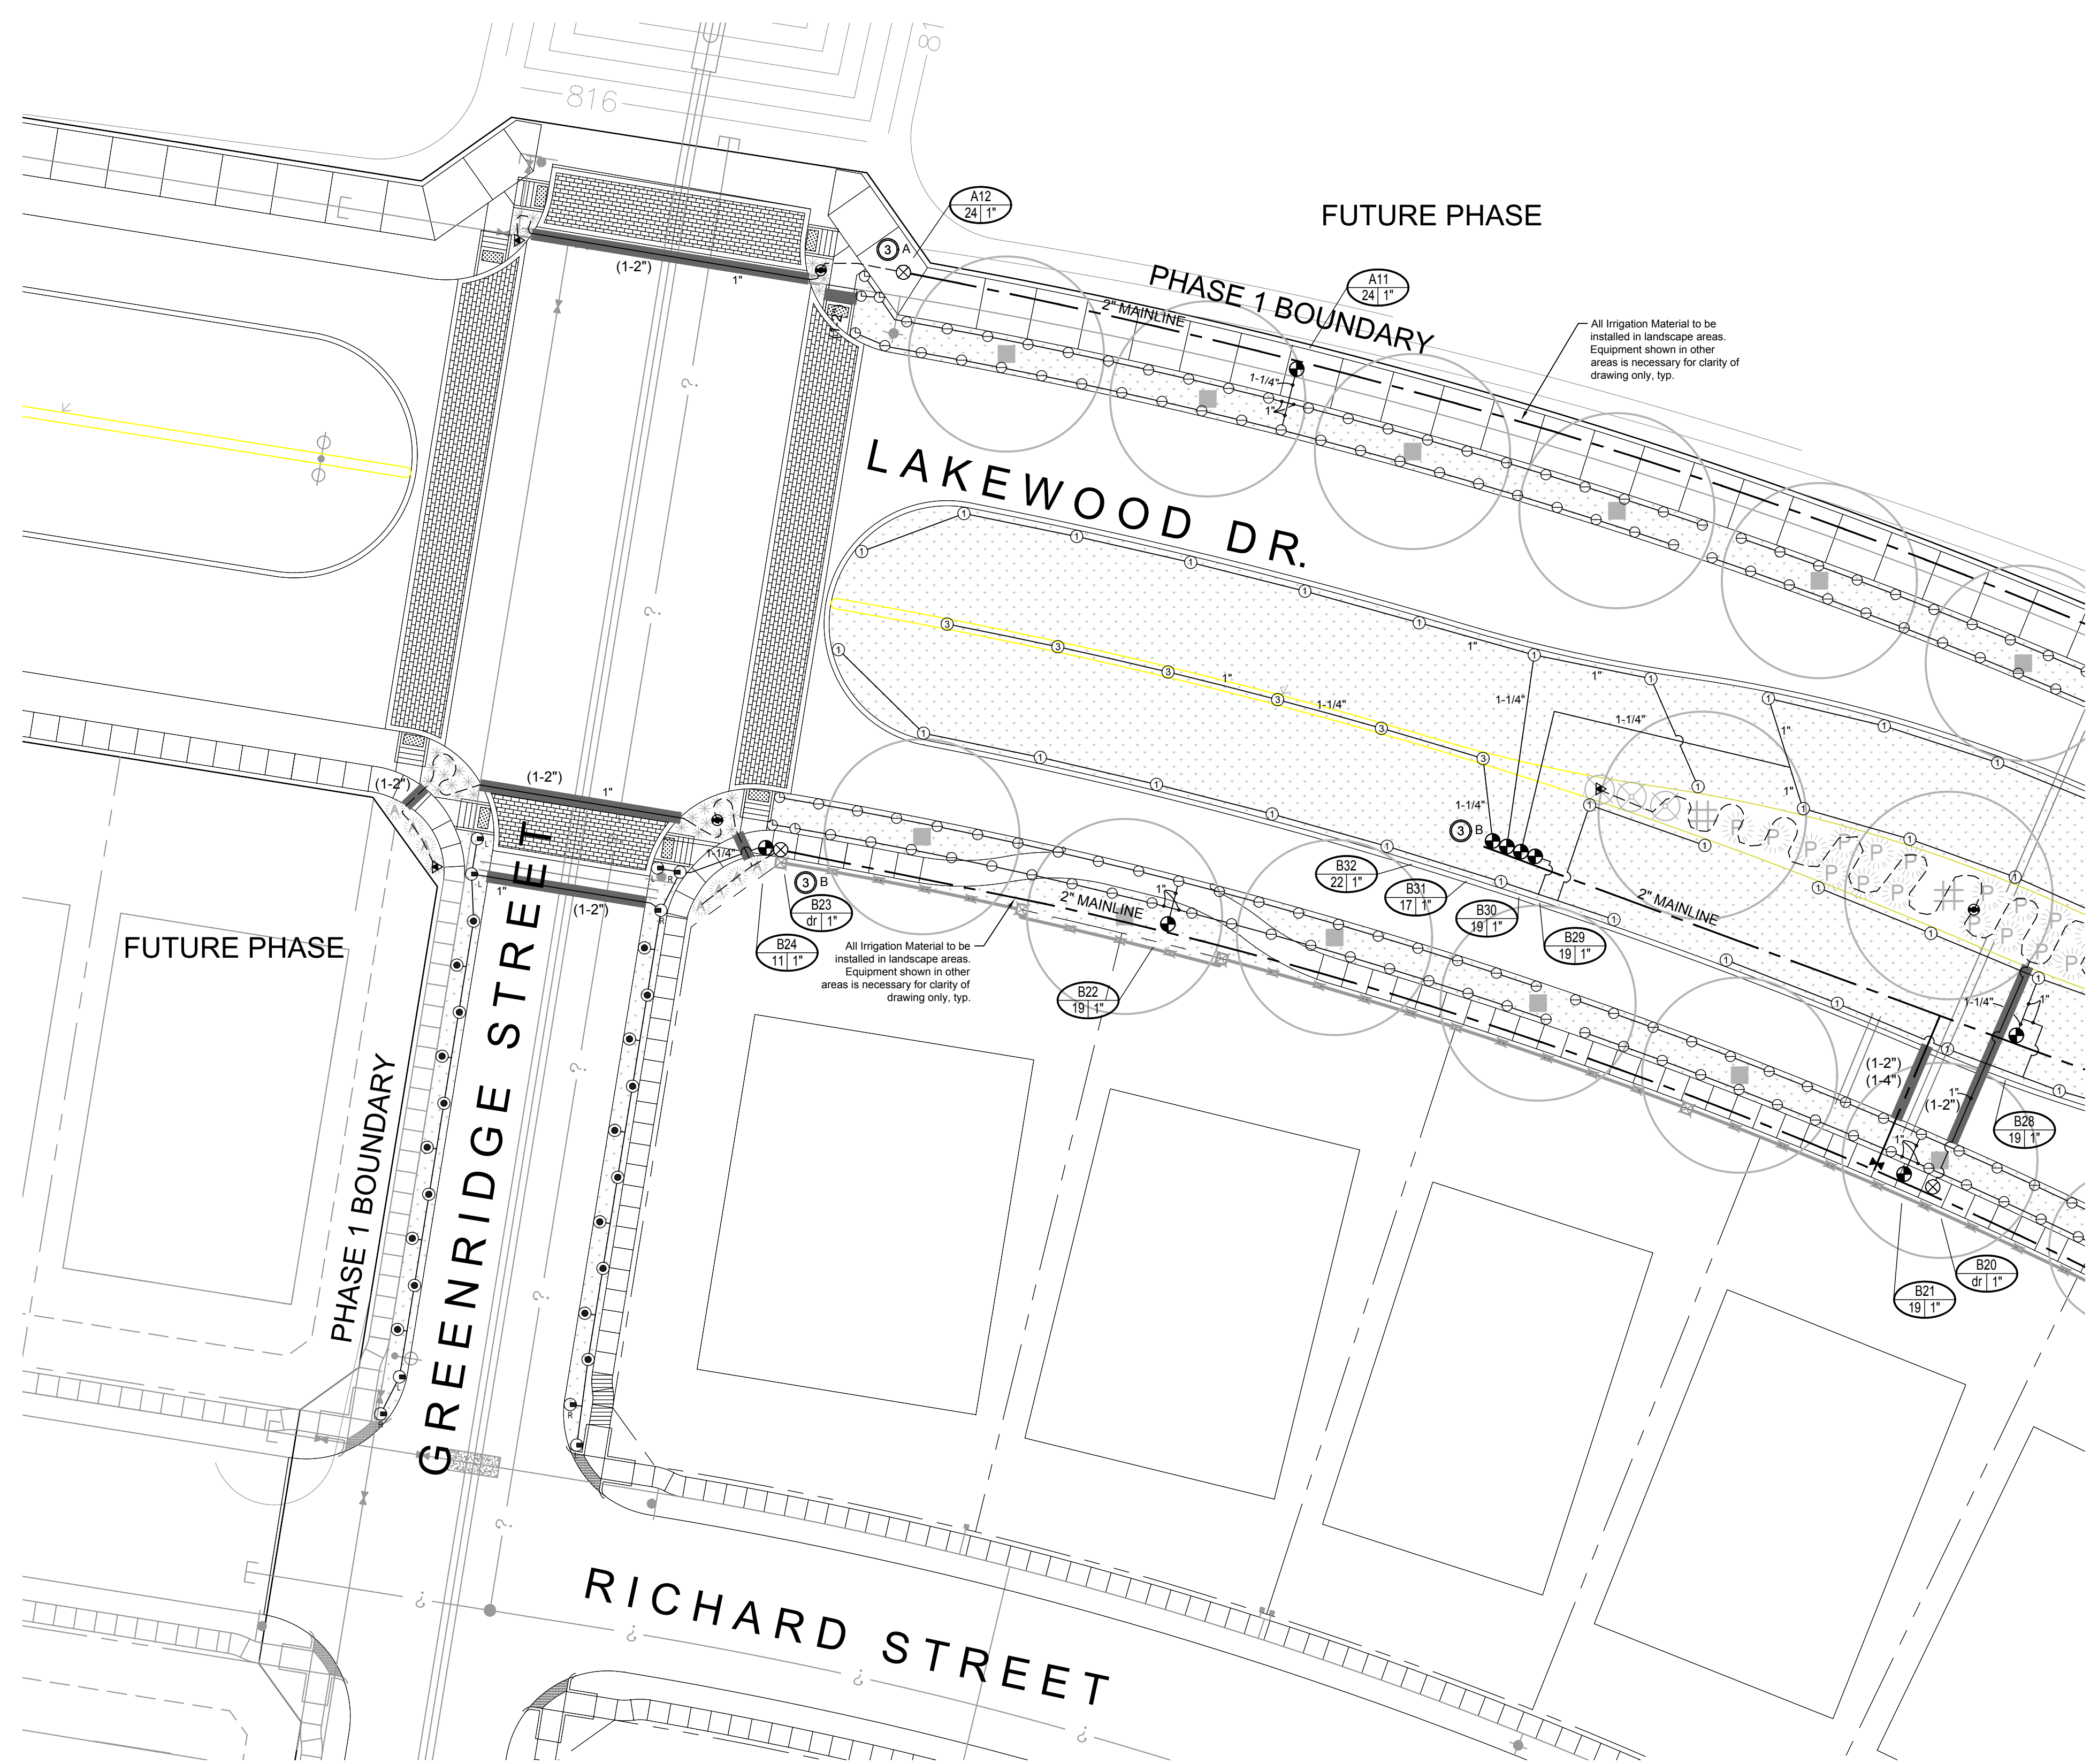 816
A12
24 1"
FUTURE PHASE
3 A
(1-2")
1"
PHASE 1 BOUNDARY
A11
24 1"
2" MAINLINE
All Irrigation Material to be
installed in landscape areas.
Equipment shown in other
areas is necessary for clarity of
drawing only, typ.
1-1/4"
1"
LAKEWOOD DR.
1"
1"
1"
1-1/4"
1-1/4"
1-1/4"
1"
1"
1-1/4"
3 B
(1-2")
(1-2")
1"
1-1/4"
1"
(1-2")
3 B
B23
dr 1"
B24
11 1"
2" MAINLINE
1"
B22
19 1"
All Irrigation Material to be
installed in landscape areas.
Equipment shown in other
areas is necessary for clarity of
drawing only, typ.
B32
22 1"
B31
17 1"
B30
19 1"
B29
19 1"
2" MAINLINE
1-1/4"
1"
(1-2")
(1-4")
1"
(1-2")
B28
19 1"
1"
B20
dr 1"
B21
19 1"
FUTURE PHASE
PHASE 1 BOUNDARY
GREENRIDGE STREET
RICHARD STREET